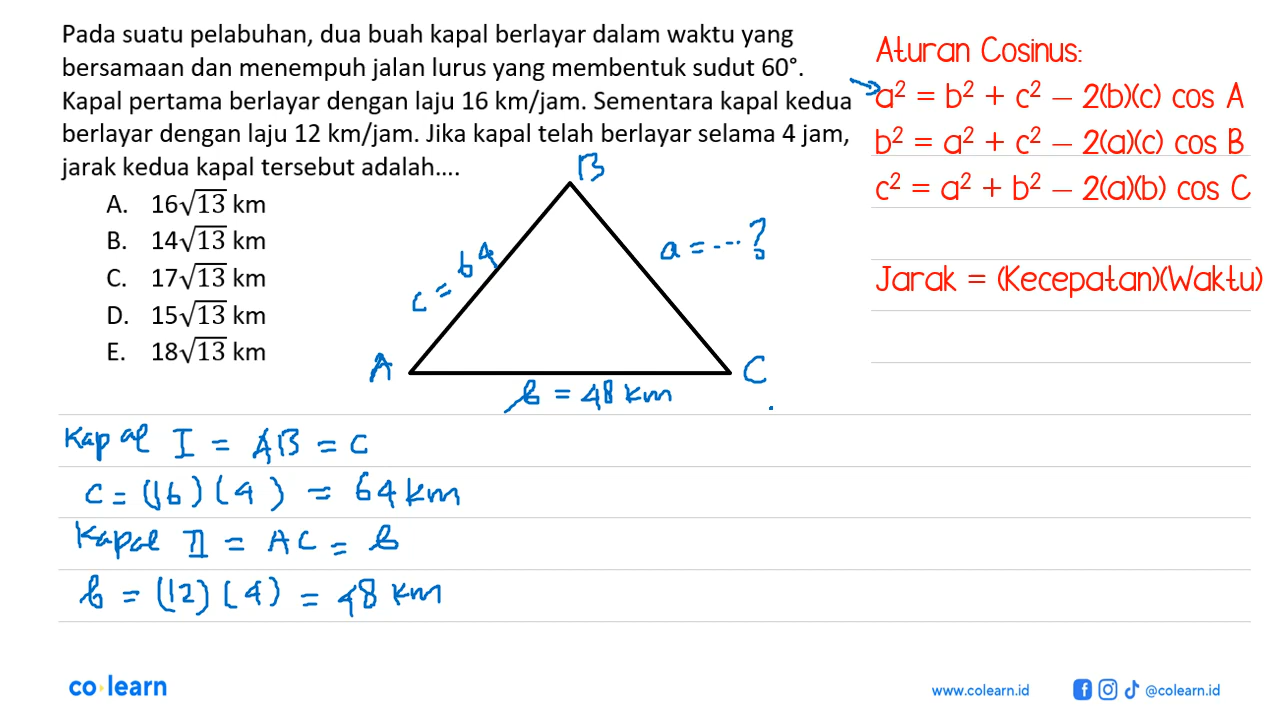 Pada suatu pelabuhan, dua buah kapal berlayar dalam waktu yang
bersamaan dan menempuh jalan lurus yang membentuk sudut 60°.
Kapal pertama berlayar dengan laju 16 km/jam. Sementara kapal kedua
berlayar dengan laju 12 km/jam. Jika kapal telah berlayar selama 4 jam,
jarak kedua kapal tersebut adalah....
A. 16√13 km
B. 14√13 km
C. 17√13 km
D. 15√13 km
E. 18√13 km
B
c = 64
a = ...?
A
C
b = 48 km
Aturan Cosinus:
a² = b² + c² – 2(b)(c) cos A
b² = a² + c² – 2(a)(c) cos B
c² = a² + b² – 2(a)(b) cos C
Jarak = (Kecepatan)(Waktu)
Kapal I = AB = C
c = (16)(4) = 64 km
Kapal II = AC = b
b = (12)(4) = 48 km
co learn
www.colearn.id
@colearn.id